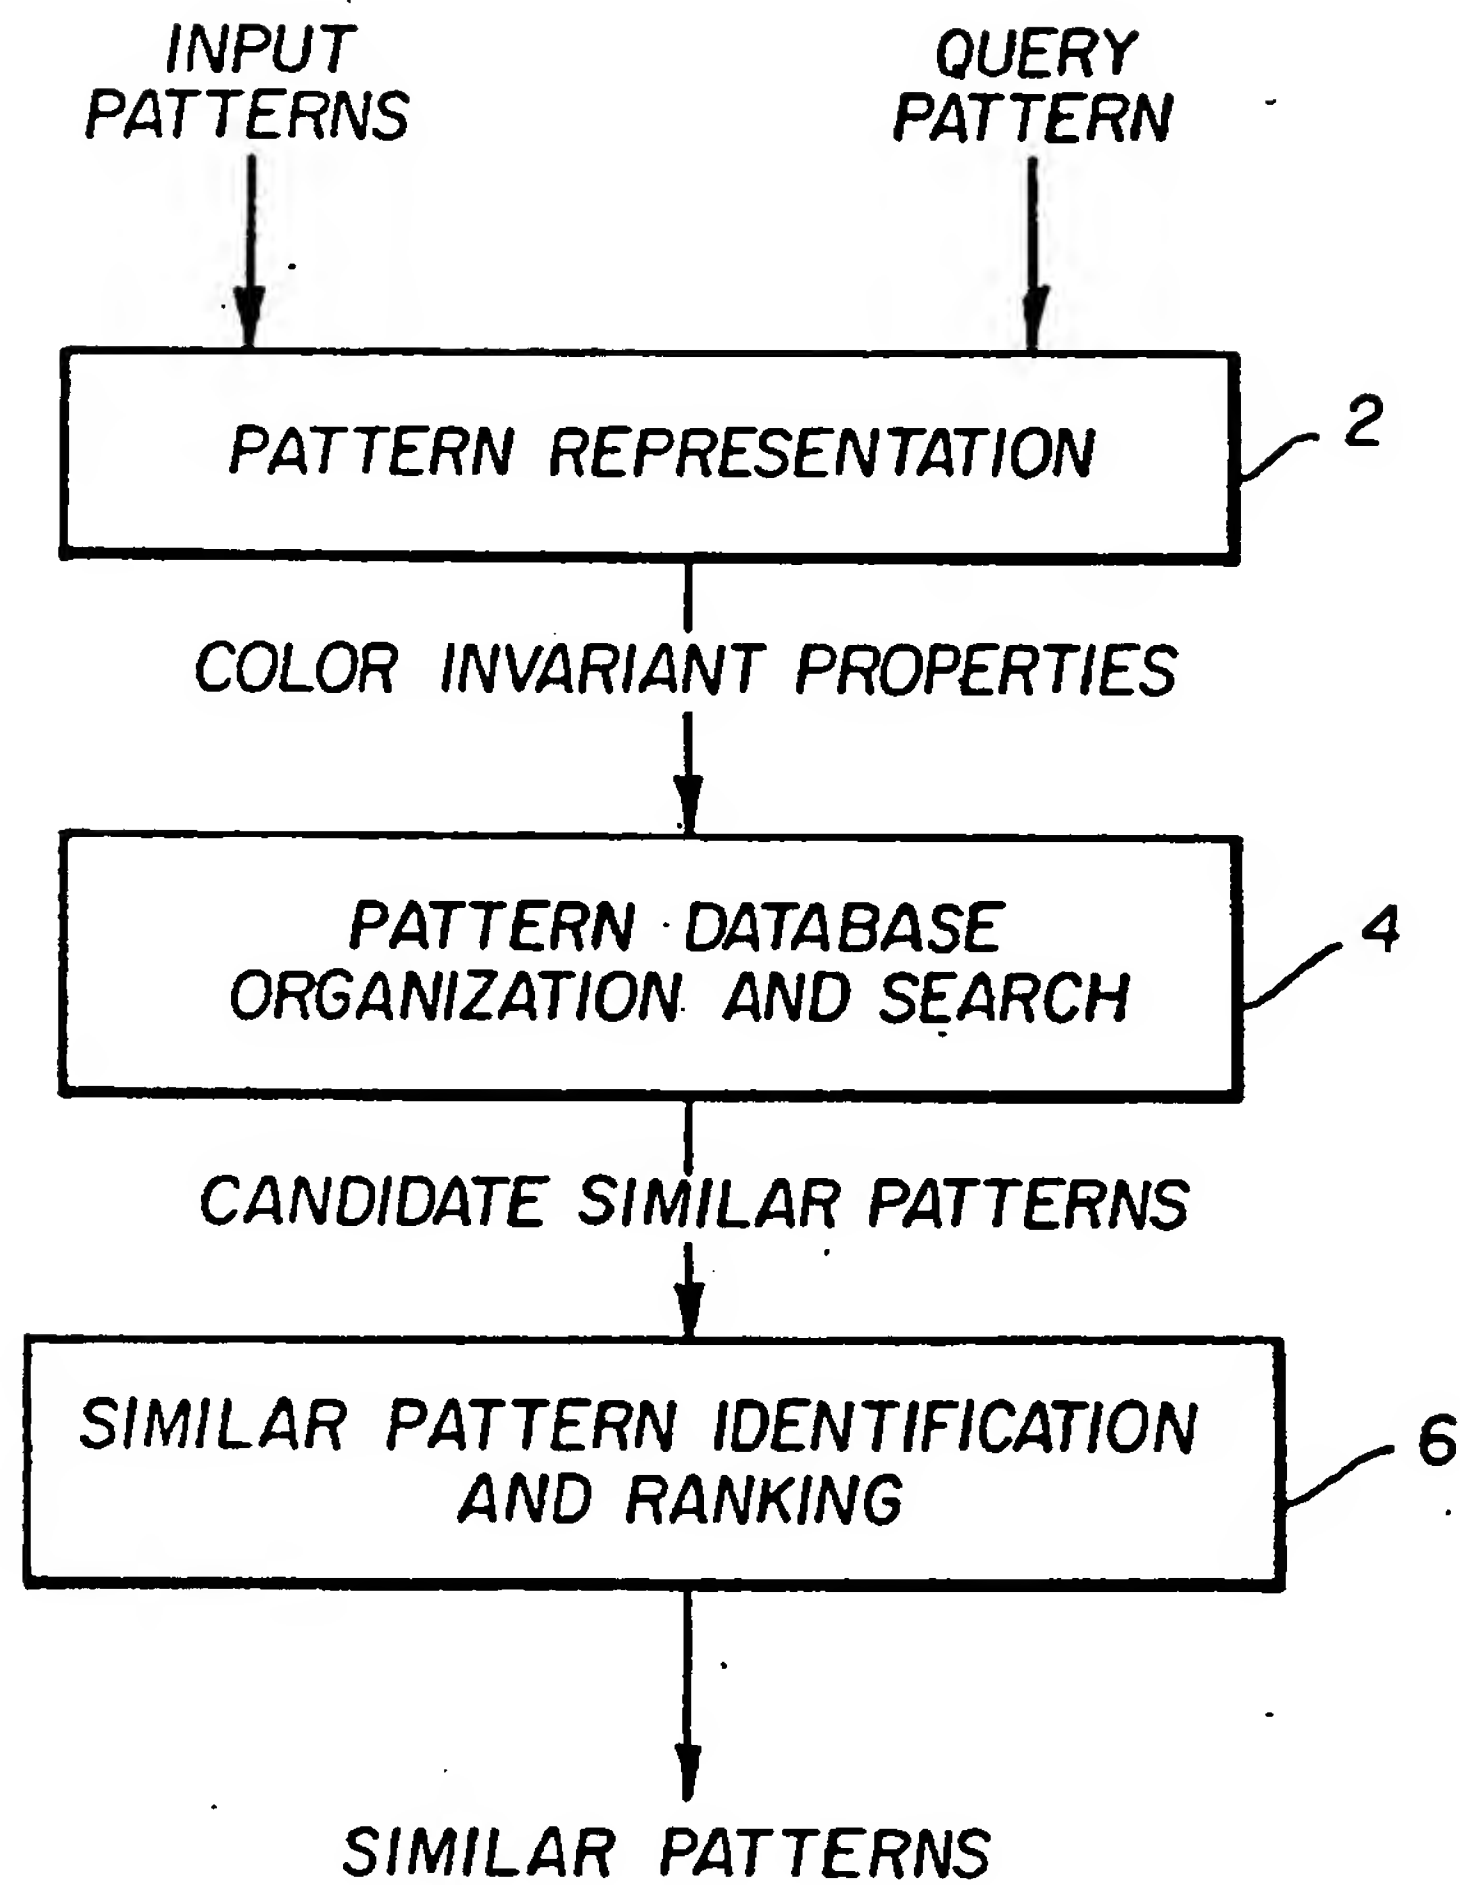 INPUT
PATTERNS
QUERY
PATTERN
PATTERN REPRESENTATION
2
COLOR INVARIANT PROPERTIES
PATTERN DATABASE
ORGANIZATION AND SEARCH
4
CANDIDATE SIMILAR PATTERNS
SIMILAR PATTERN IDENTIFICATION
AND RANKING
6
SIMILAR PATTERNS